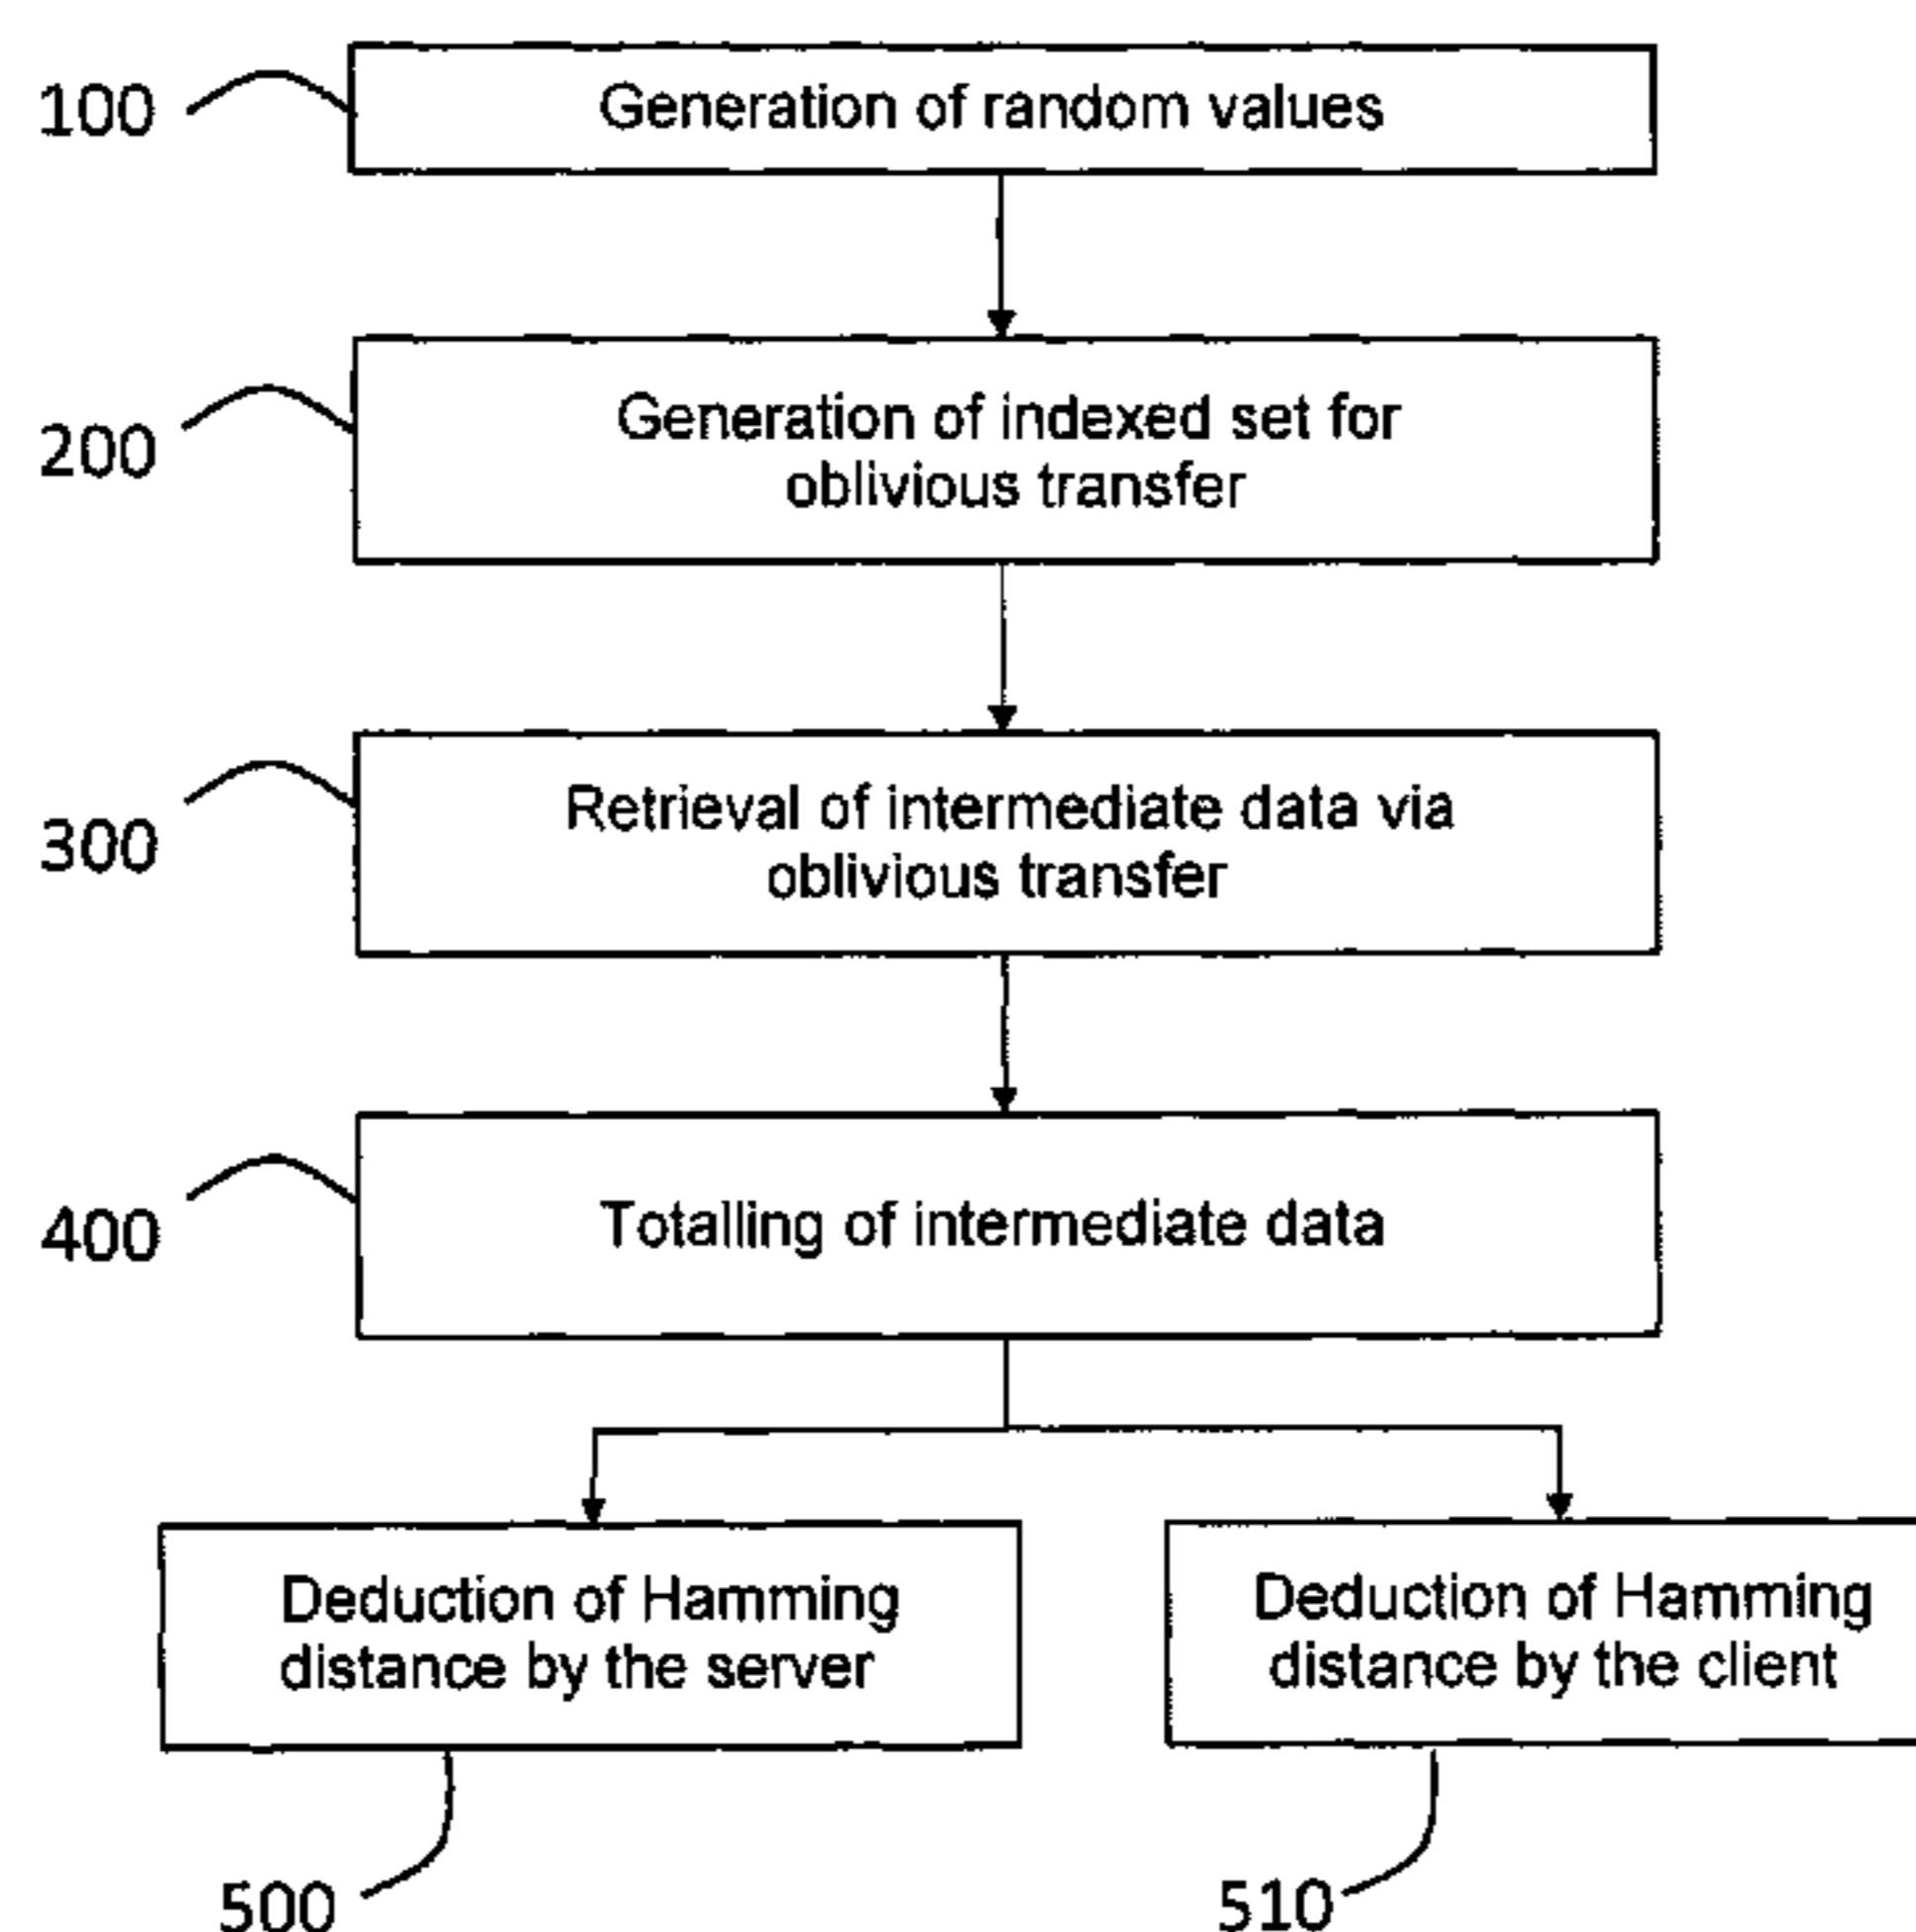 100
Generation of random values
200
Generation of indexed set for
oblivious transfer
300
Retrieval of intermediate data via
oblivious transfer
400
Totalling of intermediate data
Deduction of Hamming
distance by the server
Deduction of Hamming
distance by the client
500
510